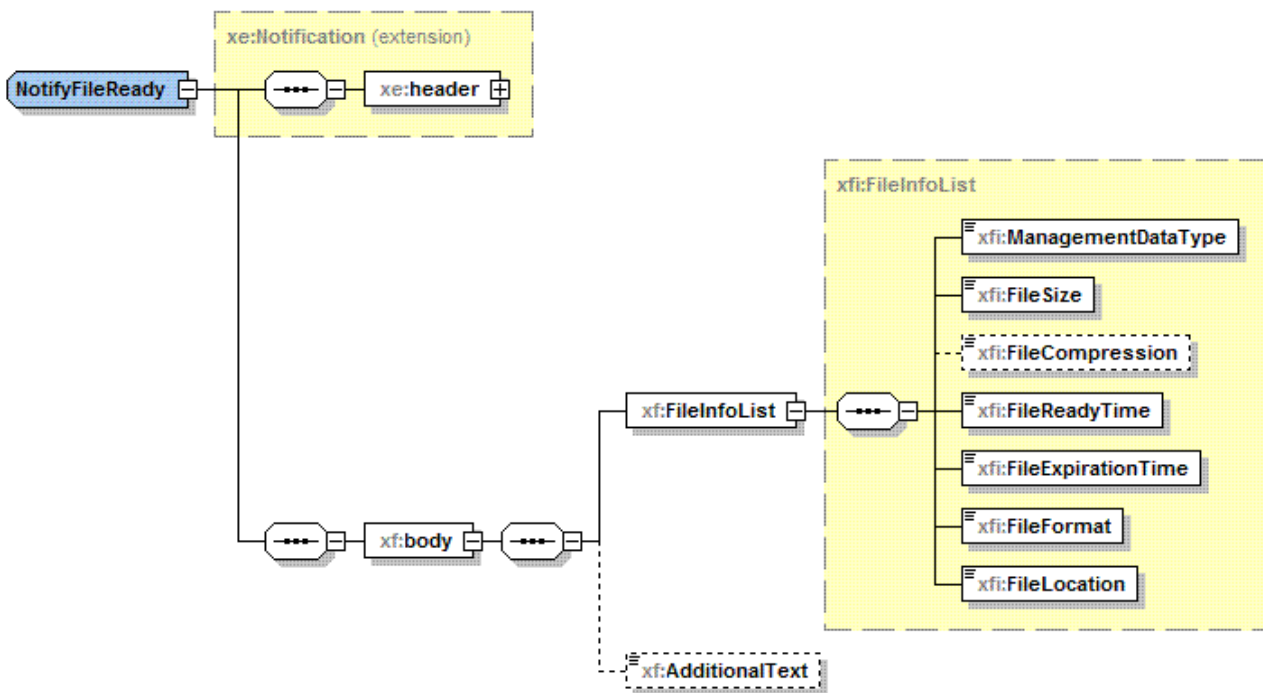 xe:Notification (extension)
NotifyFileReady
xe:header
xfi:FileInfoList
xfi:ManagementDataType
xfi:FileSize
xfi:FileCompression
xf:FileInfoList
xfi:FileReadyTime
xfi:FileExpirationTime
xfi:FileFormat
xf:body
xfi:FileLocation
xf:AdditionalText